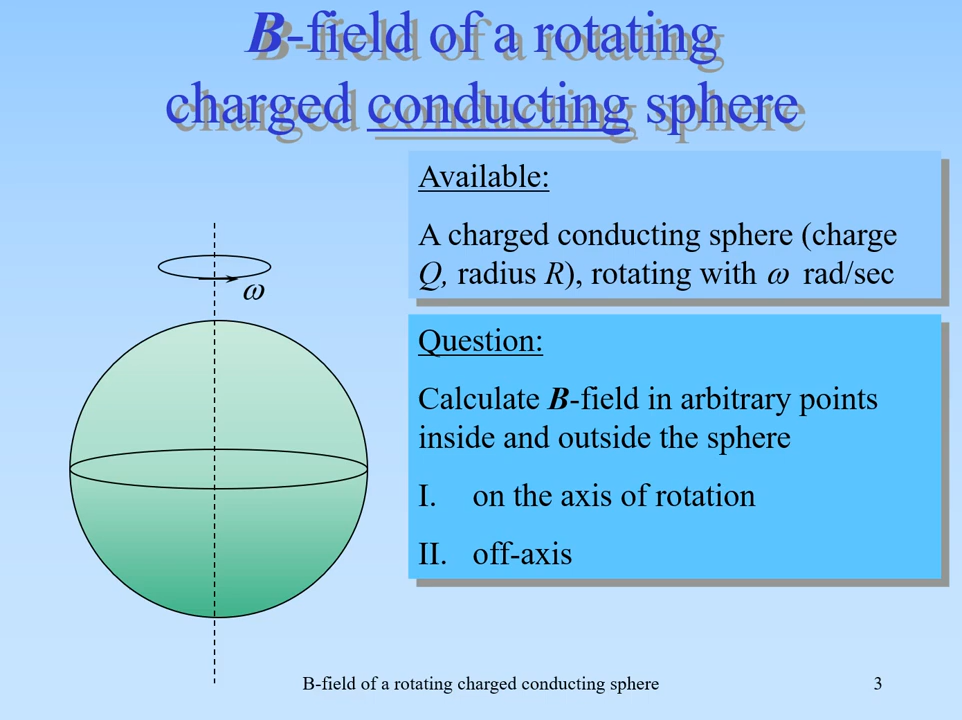 B-field of a rotating
charged conducting sphere
Available:
A charged conducting sphere (charge
Q, radius R), rotating with ω rad/sec
ω
Question:
Calculate B-field in arbitrary points
inside and outside the sphere
I. on the axis of rotation
II. off-axis
B-field of a rotating charged conducting sphere
3